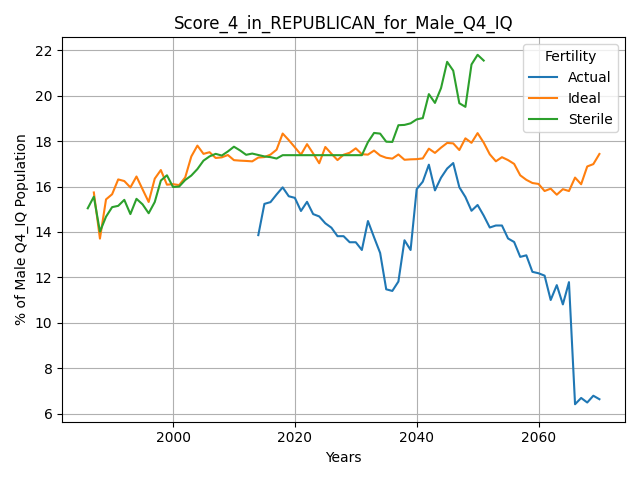 Score_4_in_REPUBLICAN_for_Male_Q4_IQ
% of Male Q4_IQ Population
22
20
18
16
14
12
10
8
6
Fertility
Actual
Ideal
Sterile
2000
2020
2040
2060
Years